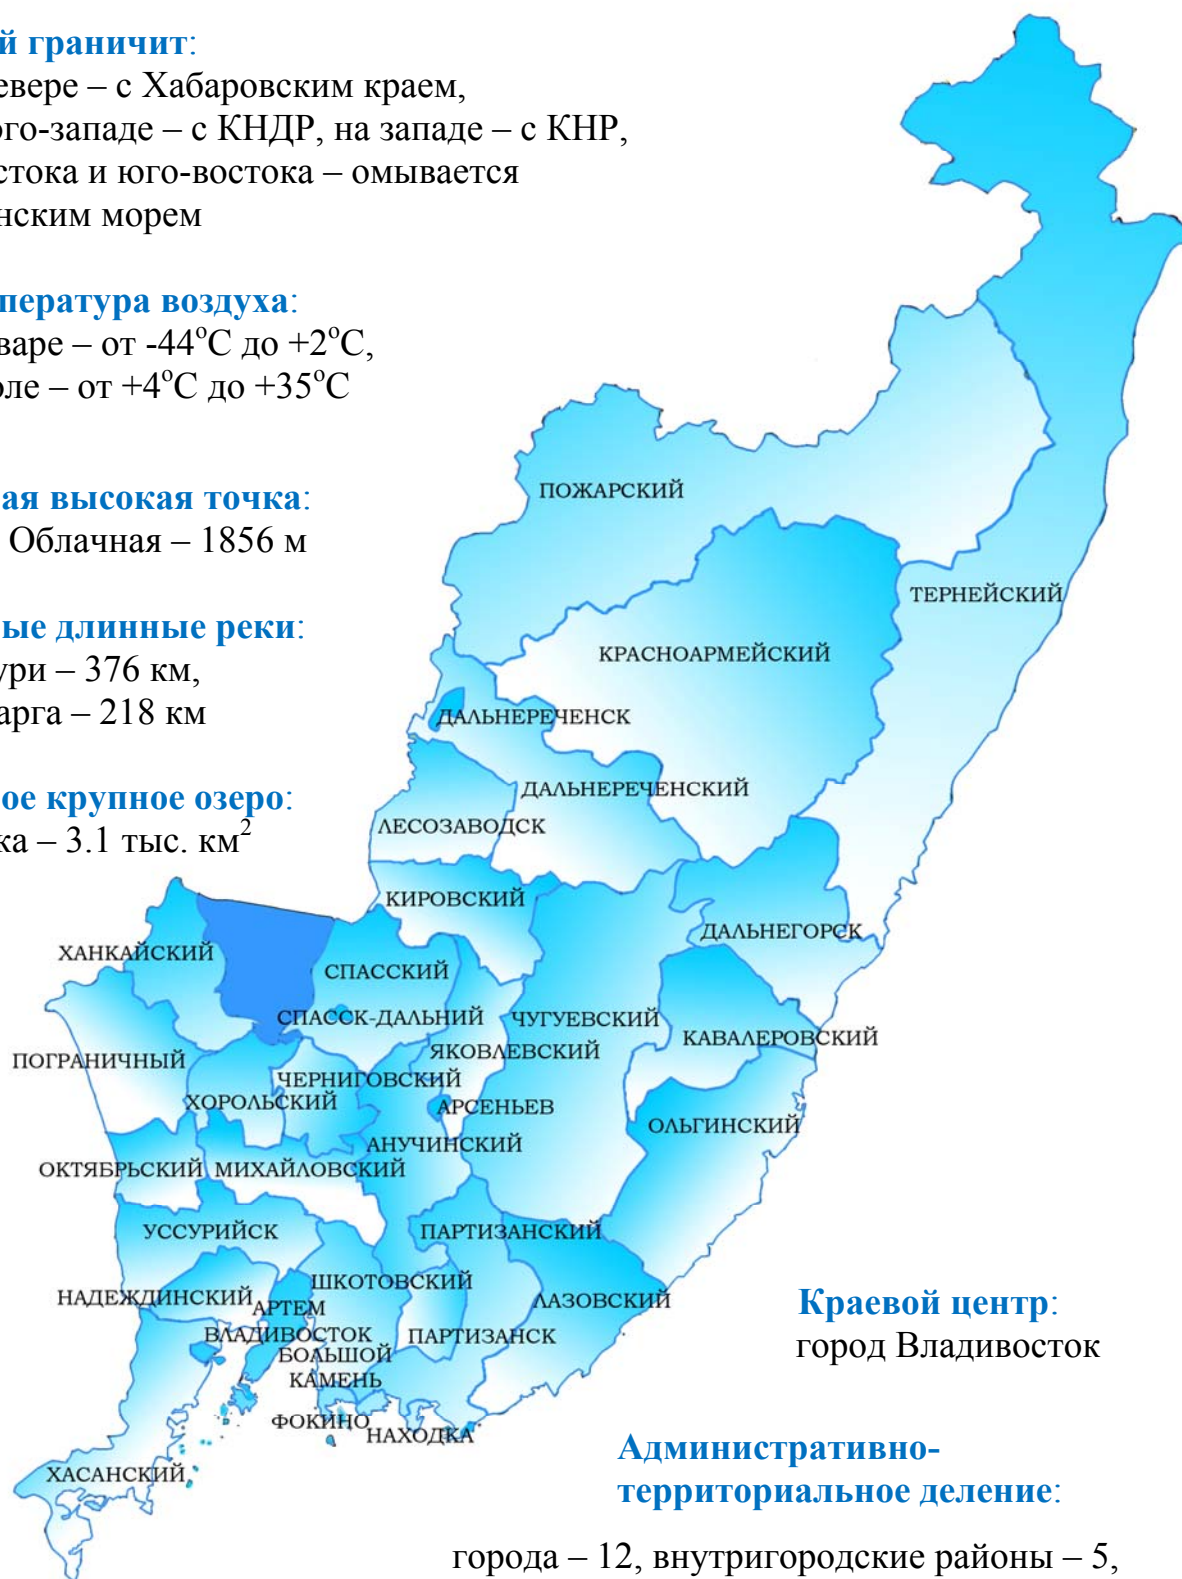 й граничит:
евере – с Хабаровским краем,
ого-западе – с КНДР, на западе – с КНР,
стока и юго-востока – омывается
нским морем
пература воздуха:
варе – от -44°С до +2°С,
оле – от +4°С до +35°С
ая высокая точка:
Облачная – 1856 м
ые длинные реки:
ури – 376 км,
арга – 218 км
ое крупное озеро:
ка – 3.1 тыс. км²
ПОЖАРСКИЙ
ТЕРНЕЙСКИЙ
КРАСНОАРМЕЙСКИЙ
ДАЛЬНЕРЕЧЕНСК
ДАЛЬНЕРЕЧЕНСКИЙ
ЛЕСОЗАВОДСК
КИРОВСКИЙ
ДАЛЬНЕГОРСК
ХАНКАЙСКИЙ
СПАССКИЙ
СПАССК-ДАЛЬНИЙ
ЧУГУЕВСКИЙ
КАВАЛЕРОВСКИЙ
ПОГРАНИЧНЫЙ
ЯКОВЛЕВСКИЙ
ЧЕРНИГОВСКИЙ
ХОРОЛЬСКИЙ
АРСЕНЬЕВ
ОЛЬГИНСКИЙ
АНУЧИНСКИЙ
ОКТЯБРЬСКИЙ
МИХАЙЛОВСКИЙ
УССУРИЙСК
ПАРТИЗАНСКИЙ
ШКОТОВСКИЙ
НАДЕЖДИНСКИЙ
АРТЕМ
ЛАЗОВСКИЙ
ВЛАДИВОСТОК
ПАРТИЗАНСК
БОЛЬШОЙ
КАМЕНЬ
ФОКИНО
НАХОДКА
ХАСАНСКИЙ
Краевой центр:
город Владивосток
Административно-
территориальное деление:
города – 12, внутригородские районы – 5,